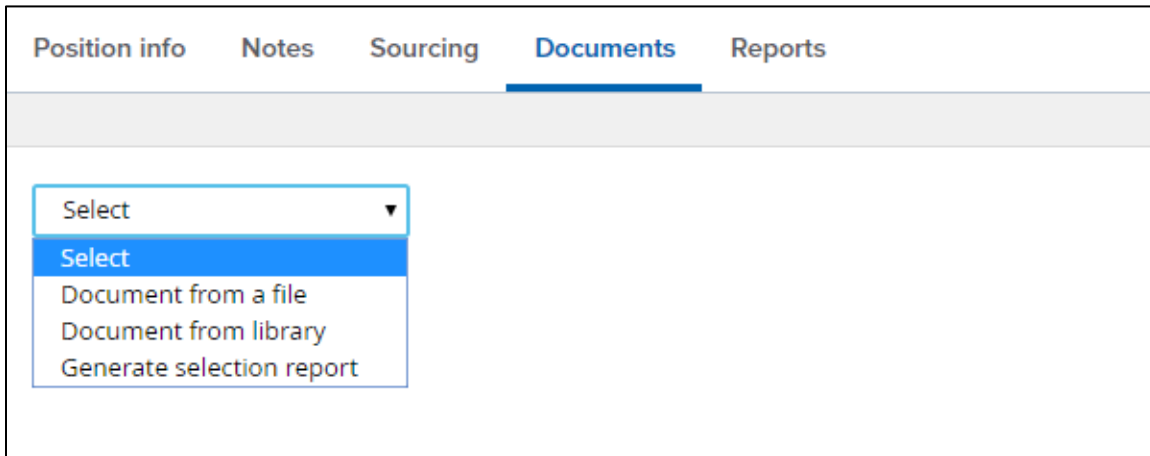 Position info Notes Sourcing Documents Reports
Select
Select
Document from a file
Document from library
Generate selection report